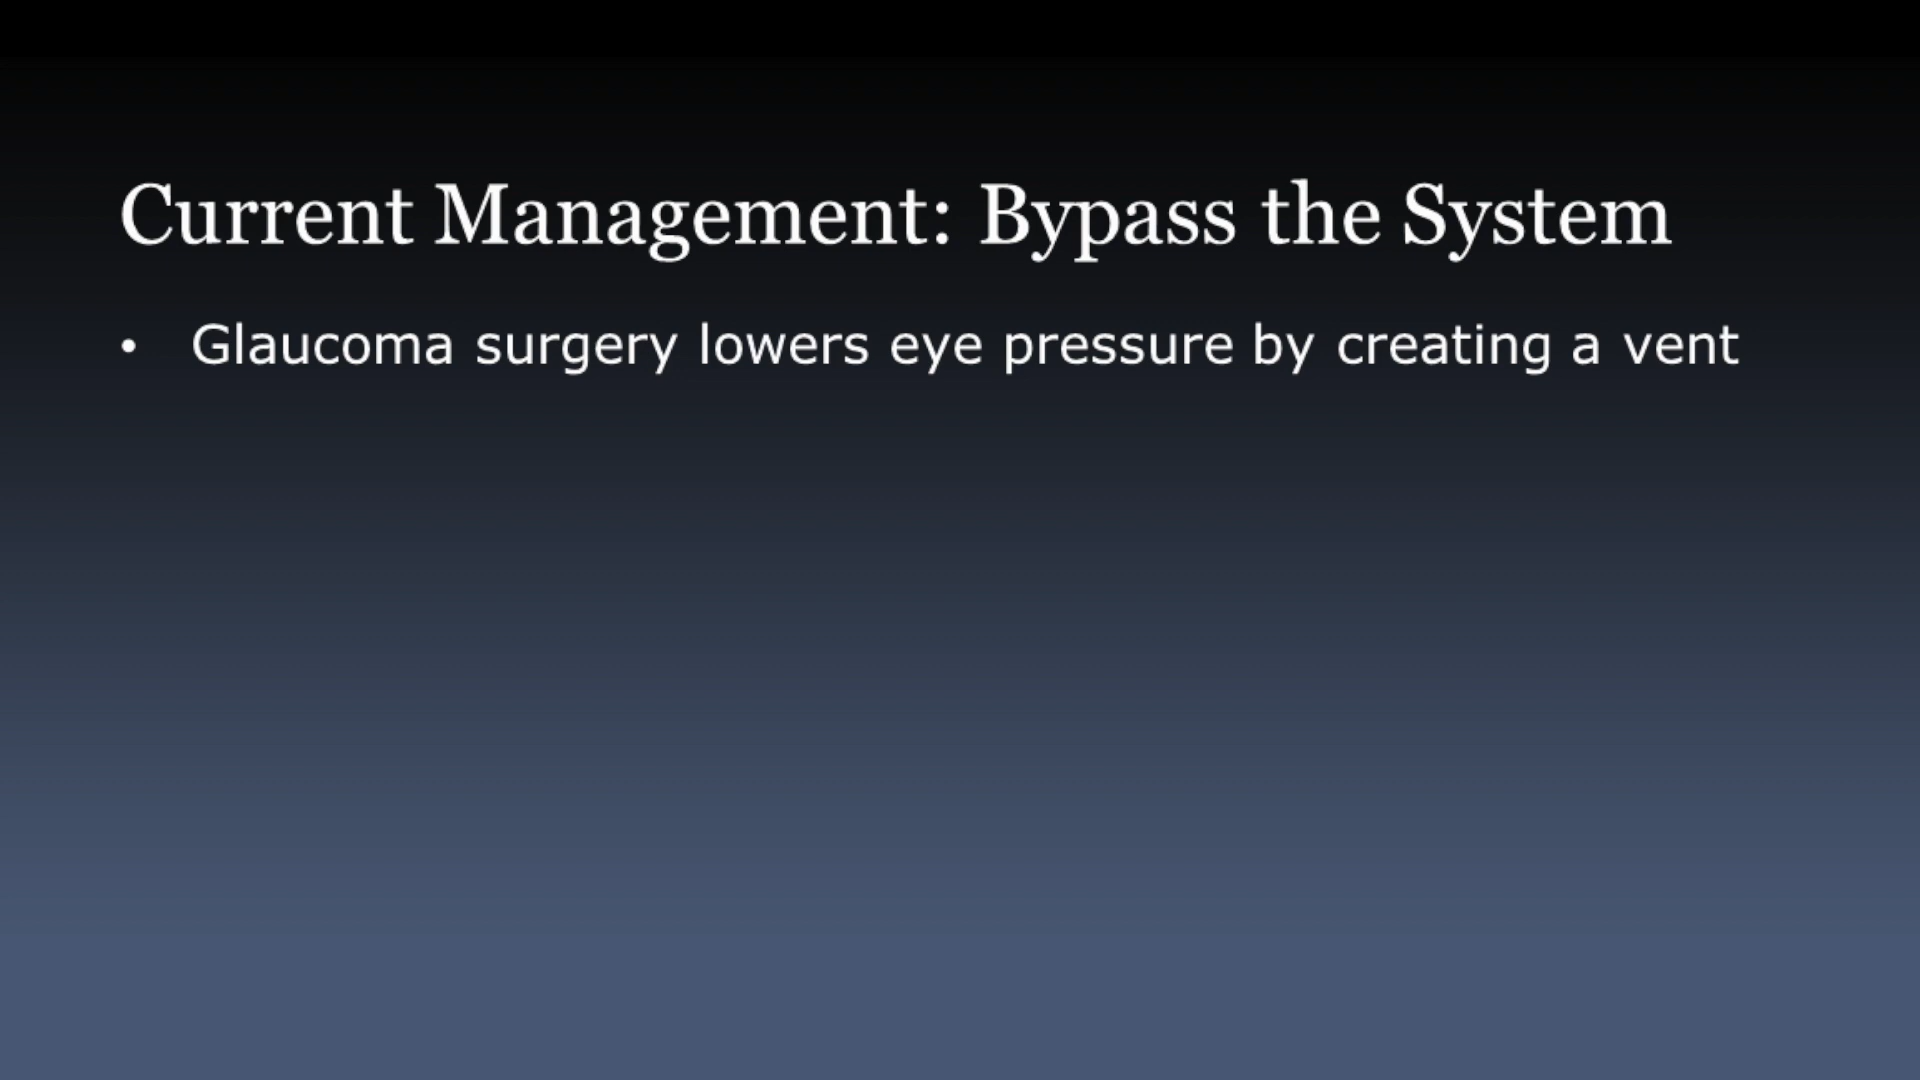 Current Management: Bypass the System
• Glaucoma surgery lowers eye pressure by creating a vent